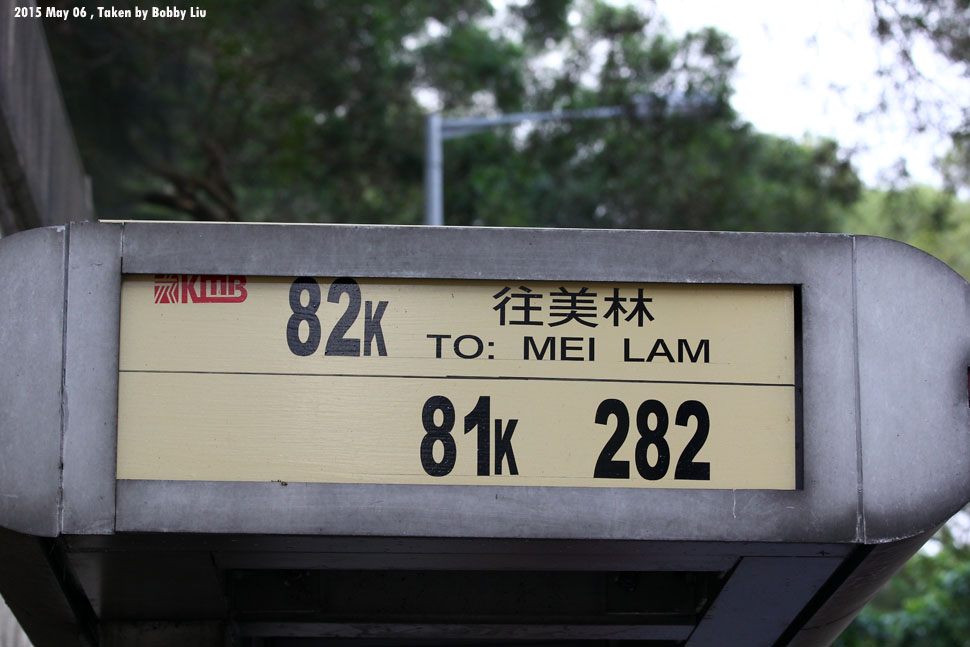 2015 May 06 , Taken by Bobby Liu
KMB
82K
往美林
TO: MEI LAM
81K 282